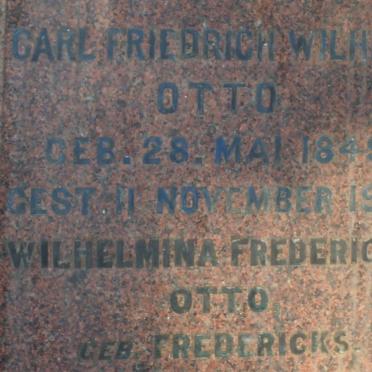 CARL FRIEDRICH WILH
OTTO
GEB. 28. MAI 184
GEST 11 NOVEMBER 19
WILHELMINA FREDERIC
OTTO
GEB. FREDERICKS.